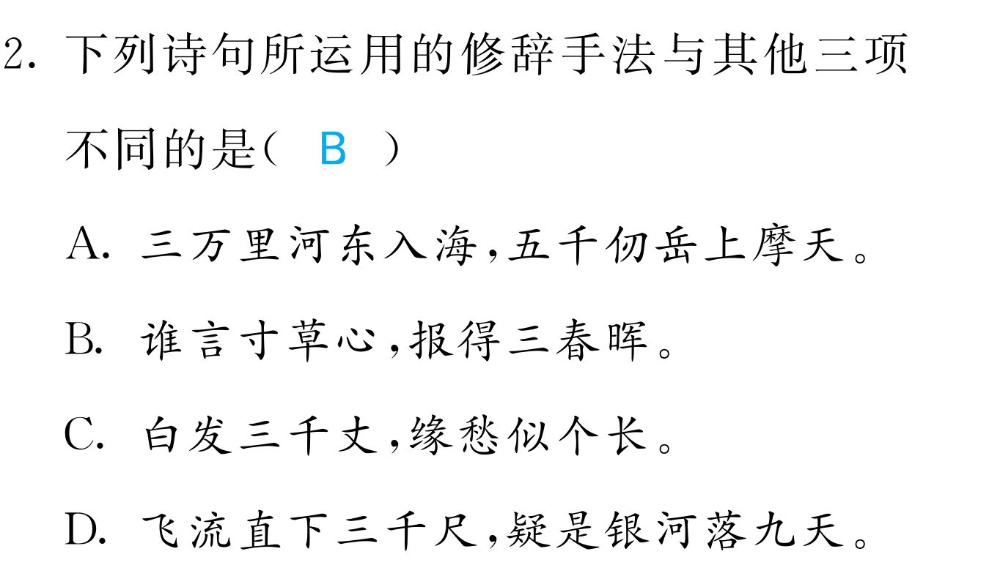 2. 下列诗句所运用的修辞手法与其他三项
不同的是( B )
A. 三万里河东入海,五千仞岳上摩天。
B. 谁言寸草心,报得三春晖。
C. 白发三千丈,缘愁似个长。
D. 飞流直下三千尺,疑是银河落九天。